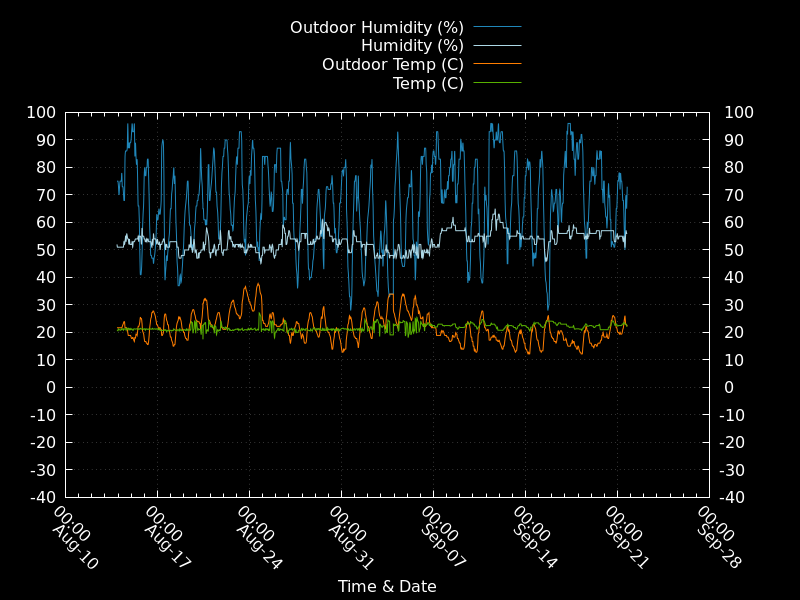 Outdoor Humidity (%)
Humidity (%)
Outdoor Temp (C)
Temp (C)
100 100
90 90
80 80
70 70
60 60
50 50
40 40
30 30
20 20
10 10
0 0
-10 -10
-20 -20
-30 -30
-40 -40
00:00 00:00 00:00 00:00 00:00 00:00 00:00 00:00
Aug-10 Aug-17 Aug-24 Aug-31 Sep-07 Sep-14 Sep-21 Sep-28
Time & Date